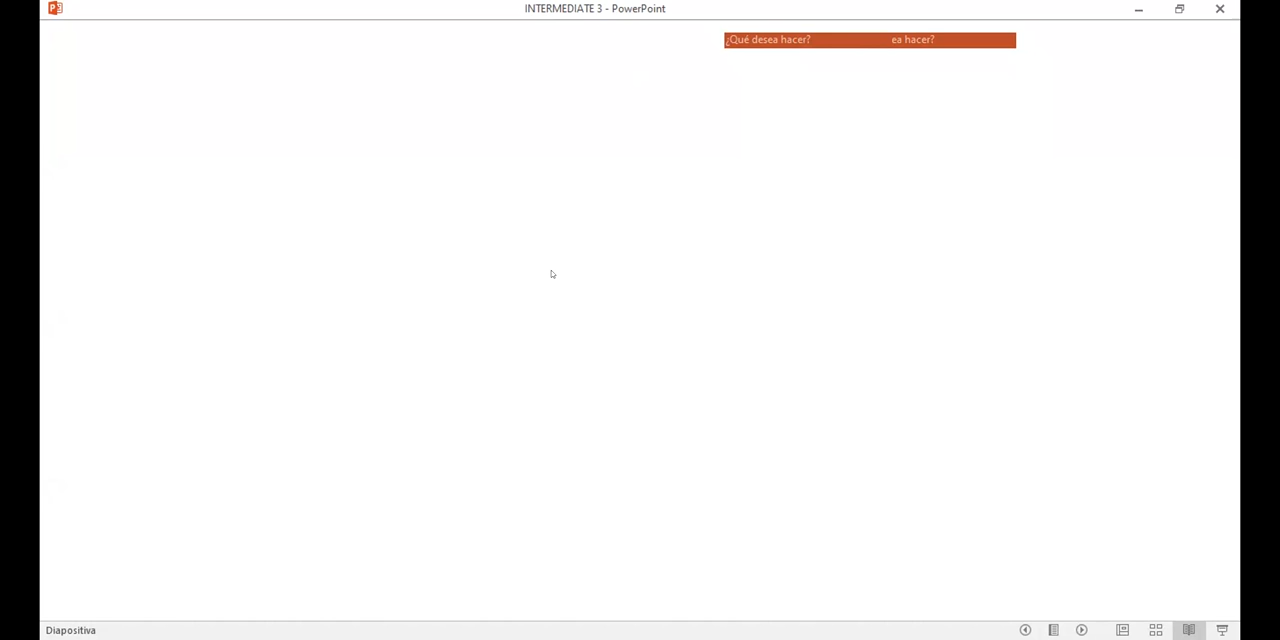 INTERMEDIATE 3 - PowerPoint
¿Qué desea hacer? ea hacer?
Diapositiva